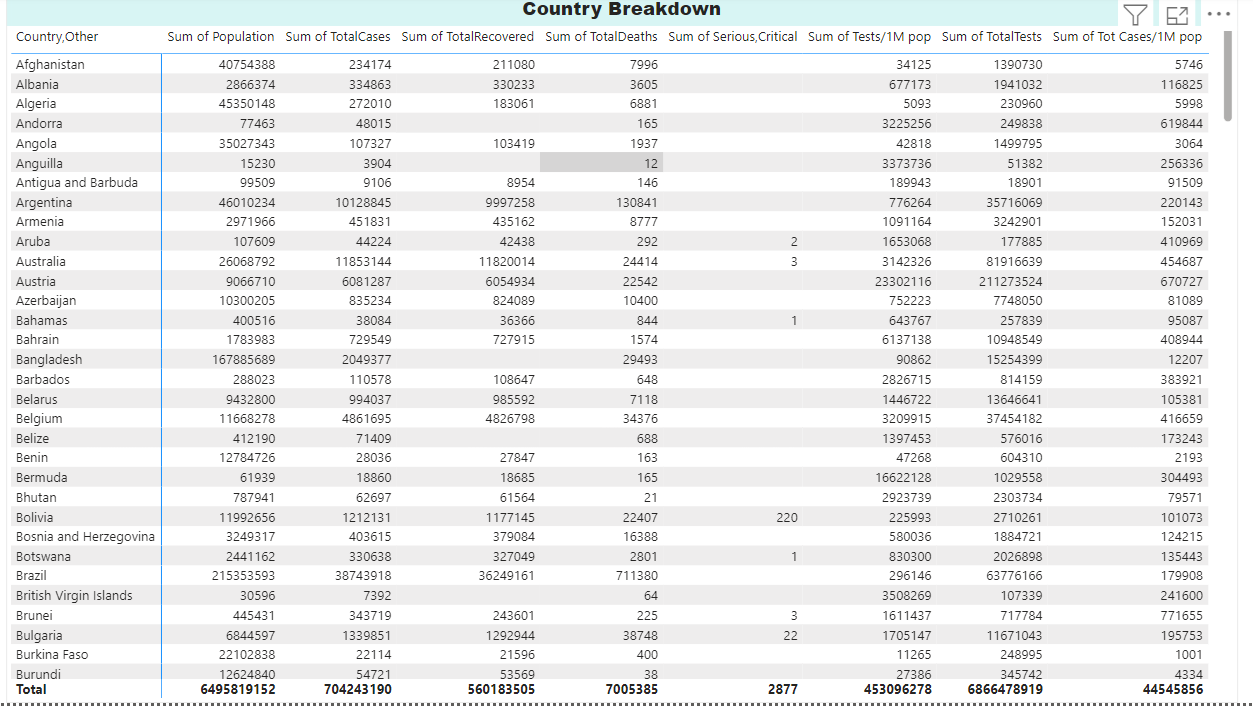 Country Breakdown
Country,Other Sum of Population Sum of TotalCases Sum of TotalRecovered Sum of TotalDeaths Sum of Serious,Critical Sum of Tests/1M pop Sum of TotalTests Sum of Tot Cases/1M pop
Afghanistan 40754388 234174 211080 7996 34125 1390730 5746
Albania 2866374 334863 330233 3605 677173 1941032 116825
Algeria 45350148 272010 183061 6881 5093 230960 5998
Andorra 77463 48015 165 3225256 249838 619844
Angola 35027343 107327 103419 1937 42818 1499795 3064
Anguilla 15230 3904 12 3373736 51382 256336
Antigua and Barbuda 99509 9106 8954 146 189943 18901 91509
Argentina 46010234 10128845 9997258 130841 776264 35716069 220143
Armenia 2971966 451831 435162 8777 1091164 3242901 152031
Aruba 107609 44224 42438 292 2 1653068 177885 410969
Australia 26068792 11853144 11820014 24414 3 3142326 81916639 454687
Austria 9066710 6081287 6054934 22542 23302116 211273524 670727
Azerbaijan 10300205 835234 824089 10400 752223 7748050 81089
Bahamas 400516 38084 36366 844 1 643767 257839 95087
Bahrain 1783983 729549 727915 1574 6137138 10948549 408944
Bangladesh 167885689 2049377 29493 90862 15254399 12207
Barbados 288023 110578 108647 648 2826715 814159 383921
Belarus 9432800 994037 985592 7118 1446722 13646641 105381
Belgium 11668278 4861695 4826798 34376 3209915 37454182 416659
Belize 412190 71409 688 1397453 576016 173243
Benin 12784726 28036 27847 163 47268 604310 2193
Bermuda 61939 18860 18685 165 16622128 1029558 304493
Bhutan 787941 62697 61564 21 2923739 2303734 79571
Bolivia 11992656 1212131 1177145 22407 220 225993 2710261 101073
Bosnia and Herzegovina 3249317 403615 379084 16388 580036 1884721 124215
Botswana 2441162 330638 327049 2801 1 830300 2026898 135443
Brazil 215353593 38743918 36249161 711380 296146 63776166 179908
British Virgin Islands 30596 7392 64 3508269 107339 241600
Brunei 445431 343719 243601 225 3 1611437 717784 771655
Bulgaria 6844597 1339851 1292944 38748 22 1705147 11671043 195753
Burkina Faso 22102838 22114 21596 400 11265 248995 1001
Burundi 12624840 54721 53569 38 27386 345742 4334
Total 6495819152 704243190 560183505 7005385 2877 453096278 6866478919 44545856